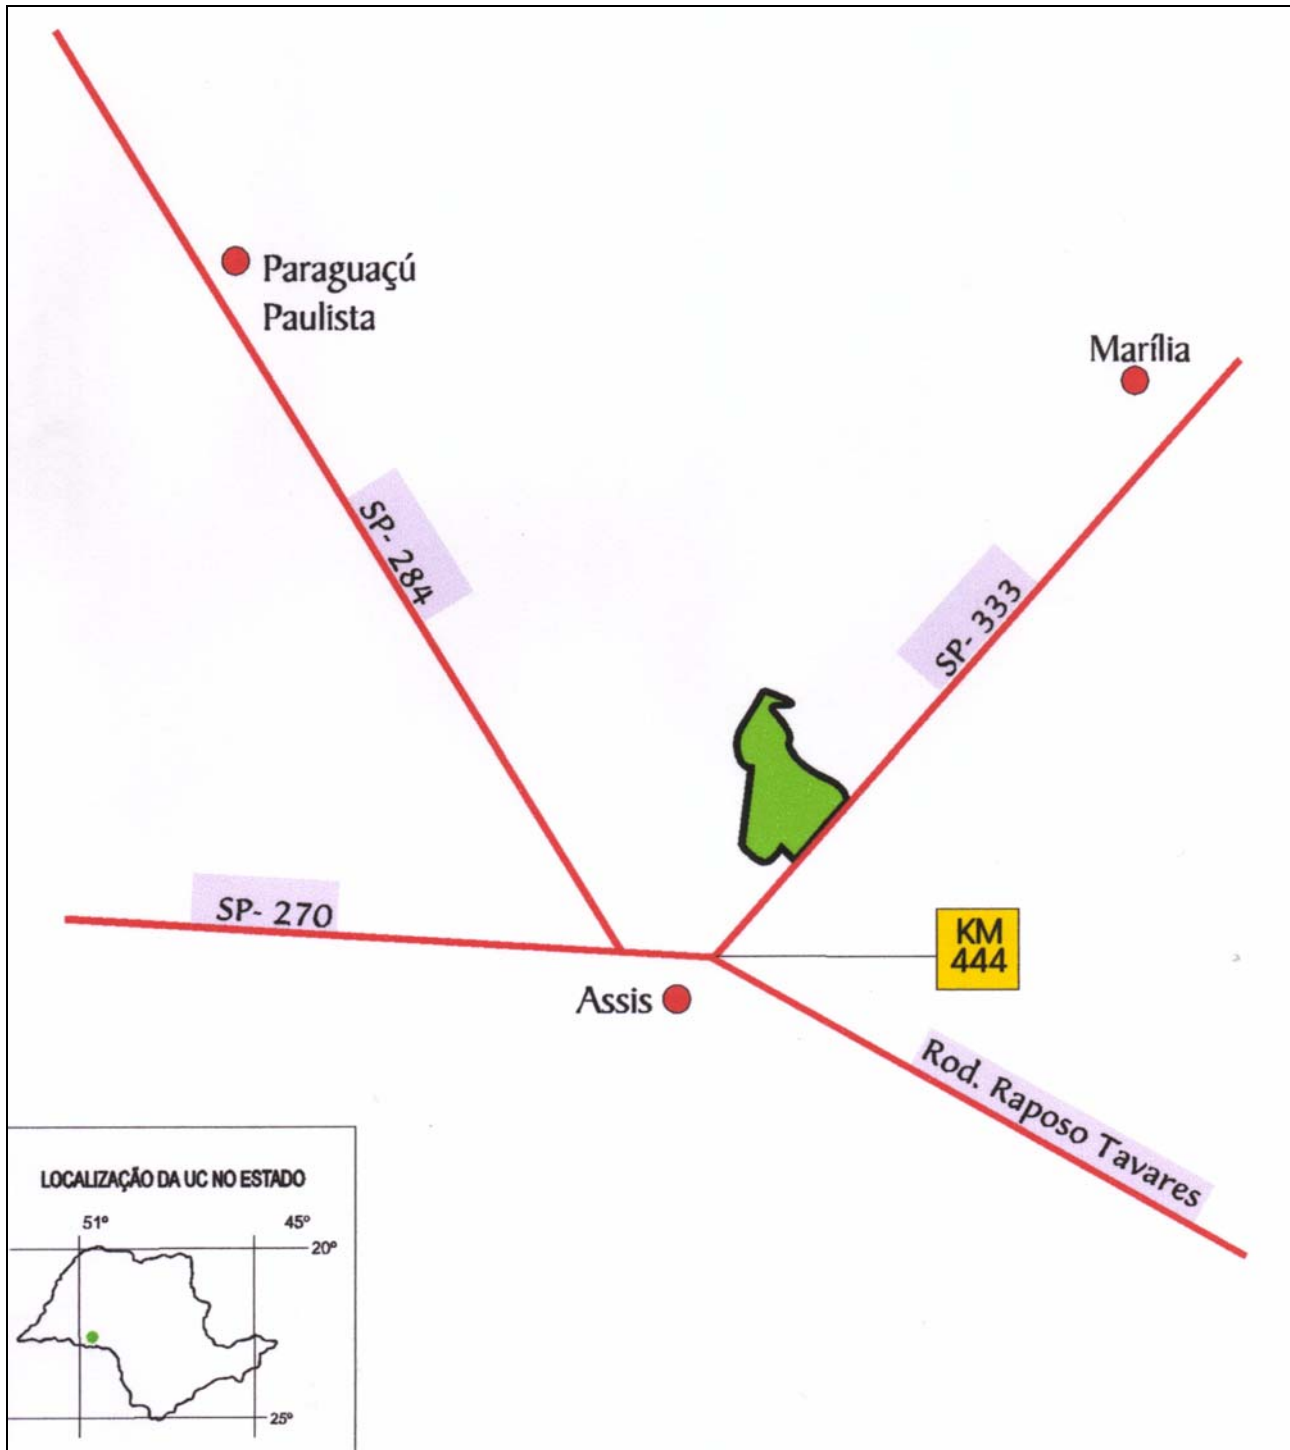 Paraguaçú
Paulista
Marília
SP- 284
SP- 333
SP- 270
KM
444
Assis
Rod. Raposo Tavares
LOCALIZAÇÃO DA UC NO ESTADO
51º
45º
20º
25º